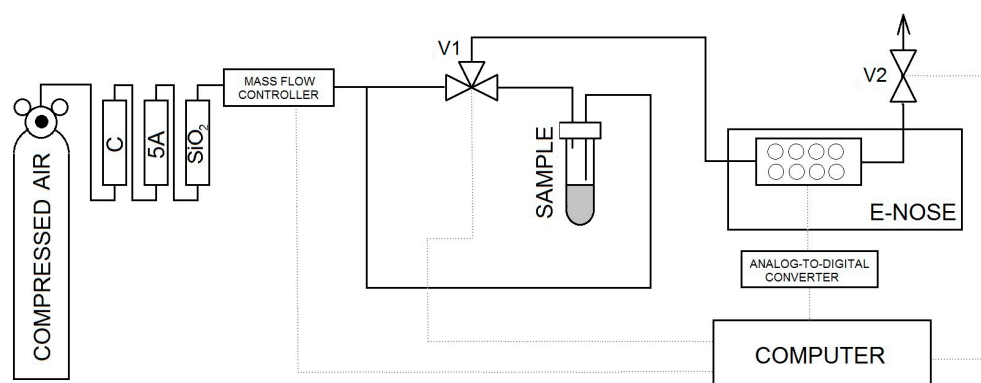 COMPRESSED AIR
C
5A
SiO₂
MASS FLOW
CONTROLLER
V1
SAMPLE
V2
E-NOSE
ANALOG-TO-DIGITAL
CONVERTER
COMPUTER